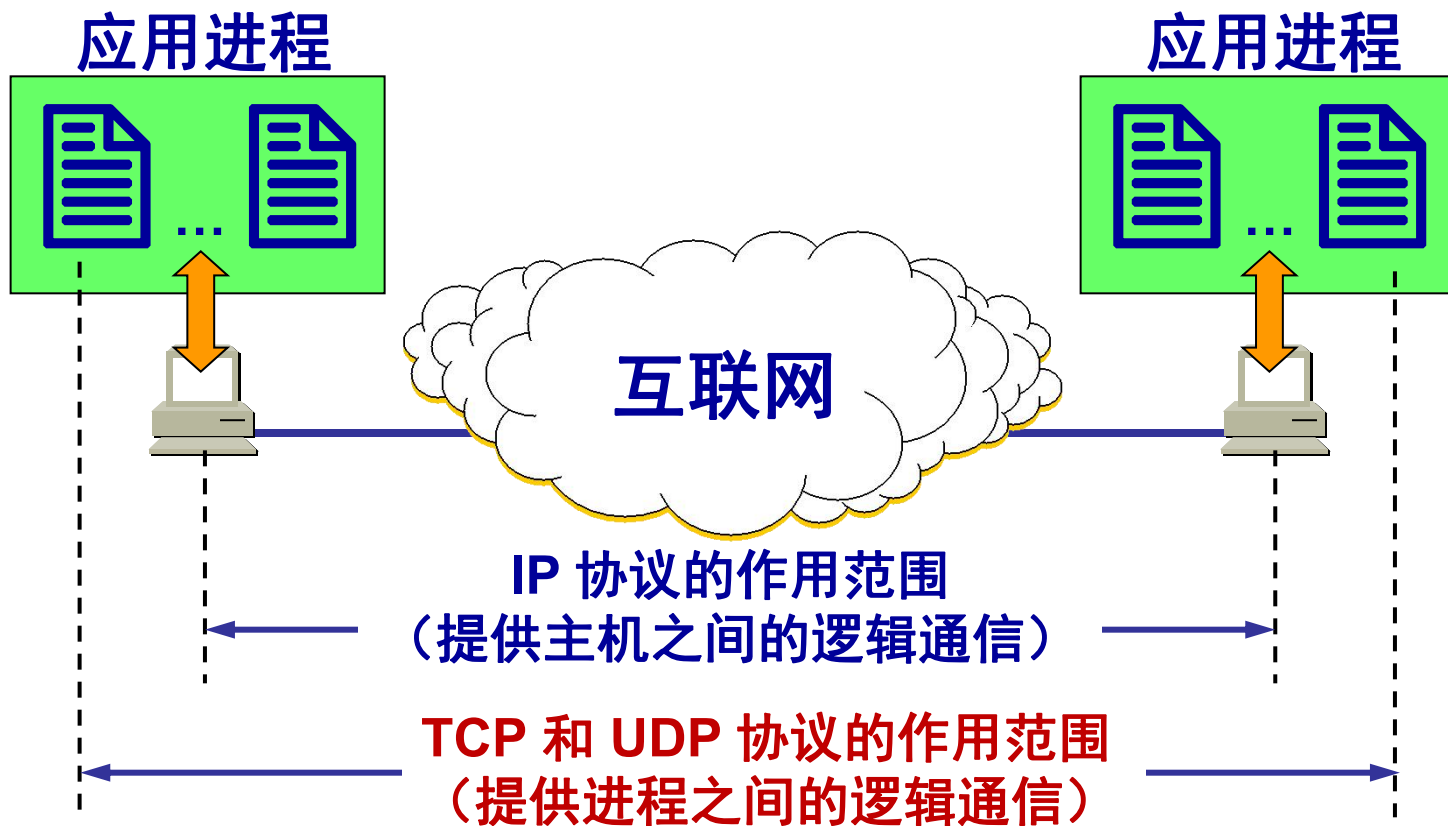 应用进程
应用进程
…
…
互联网
IP 协议的作用范围
（提供主机之间的逻辑通信）
TCP 和 UDP 协议的作用范围
（提供进程之间的逻辑通信）